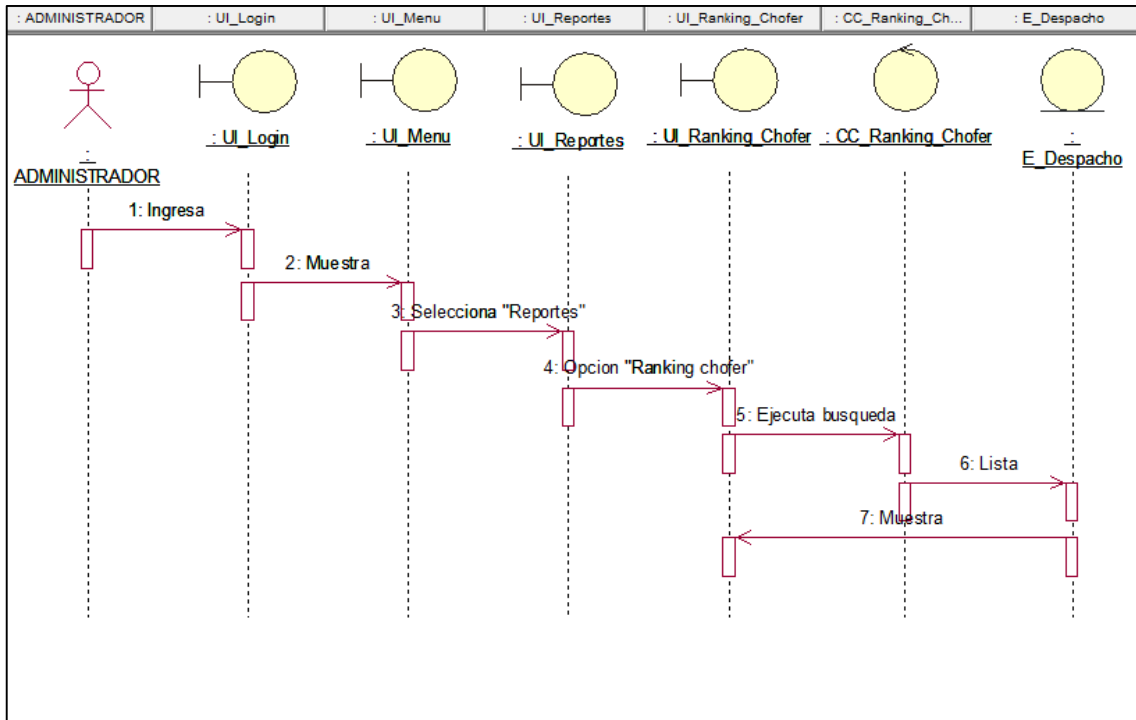 : ADMINISTRADOR
: UI_Login
: UI_Menu
: UI_Reportes
: UI_Ranking_Chofer
: CC_Ranking_Ch...
: E_Despacho
:
ADMINISTRADOR
: UI_Login
: UI_Menu
: UI_Reportes
: UI_Ranking_Chofer
: CC_Ranking_Chofer
:
E_Despacho
1: Ingresa
2: Muestra
3: Selecciona "Reportes"
4: Opcion "Ranking chofer"
5: Ejecuta busqueda
6: Lista
7: Muestra